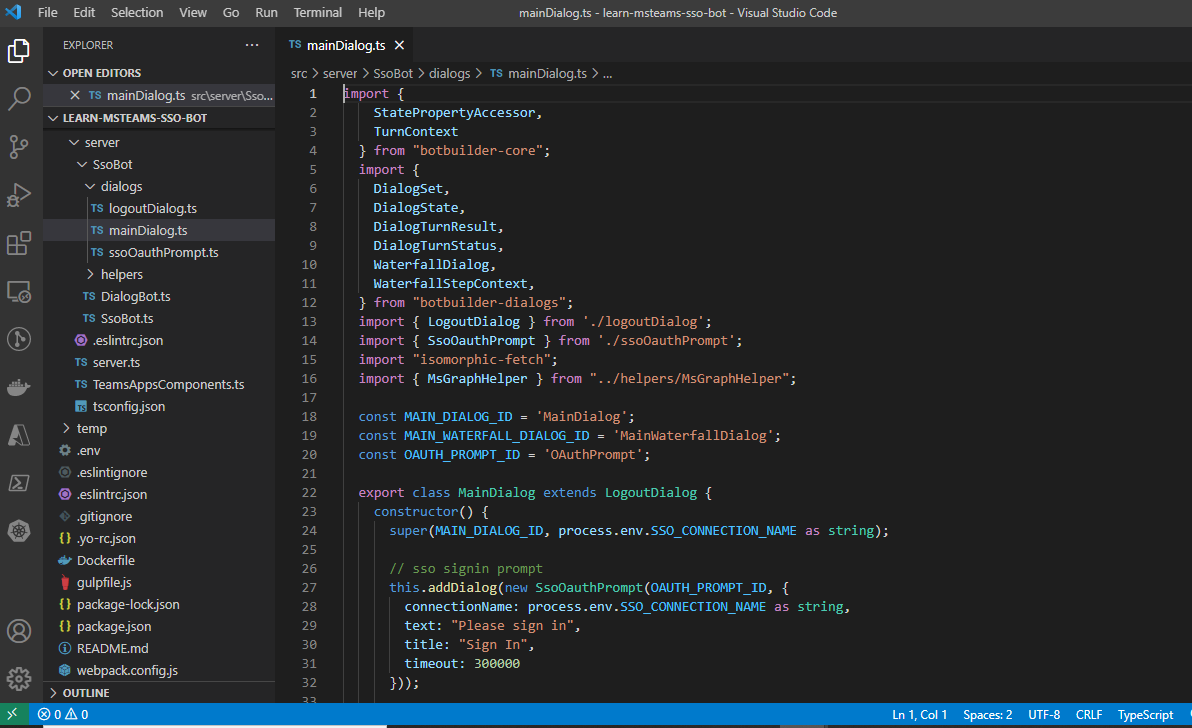 File Edit Selection View Go Run Terminal Help mainDialog.ts - learn-msteams-sso-bot - Visual Studio Code
EXPLORER ···
OPEN EDITORS
TS mainDialog.ts src\server\Sso...
LEARN-MSTEAMS-SSO-BOT
server
SsoBot
dialogs
TS logoutDialog.ts
TS mainDialog.ts
TS ssoOauthPrompt.ts
helpers
TS DialogBot.ts
TS SsoBot.ts
.eslintrc.json
TS server.ts
TS TeamsAppsComponents.ts
TS tsconfig.json
temp
.env
.eslintignore
.eslintrc.json
.gitignore
{} .yo-rc.json
Dockerfile
gulpfile.js
{} package-lock.json
{} package.json
README.md
webpack.config.js
OUTLINE
TS mainDialog.ts
src > server > SsoBot > dialogs > TS mainDialog.ts > ...
1 import {
2 StatePropertyAccessor,
3 TurnContext
4 } from "botbuilder-core";
5 import {
6 DialogSet,
7 DialogState,
8 DialogTurnResult,
9 DialogTurnStatus,
10 WaterfallDialog,
11 WaterfallStepContext,
12 } from "botbuilder-dialogs";
13 import { LogoutDialog } from './logoutDialog';
14 import { SsoOauthPrompt } from './ssoOauthPrompt';
15 import "isomorphic-fetch";
16 import { MsGraphHelper } from "../helpers/MsGraphHelper";
17
18 const MAIN_DIALOG_ID = 'MainDialog';
19 const MAIN_WATERFALL_DIALOG_ID = 'MainWaterfallDialog';
20 const OAUTH_PROMPT_ID = 'OAuthPrompt';
21
22 export class MainDialog extends LogoutDialog {
23 constructor() {
24 super(MAIN_DIALOG_ID, process.env.SSO_CONNECTION_NAME as string);
25
26 // sso signin prompt
27 this.addDialog(new SsoOauthPrompt(OAUTH_PROMPT_ID, {
28 connectionName: process.env.SSO_CONNECTION_NAME as string,
29 text: "Please sign in",
30 title: "Sign In",
31 timeout: 300000
32 }));
33
0 0 Ln 1, Col 1 Spaces: 2 UTF-8 CRLF TypeScript